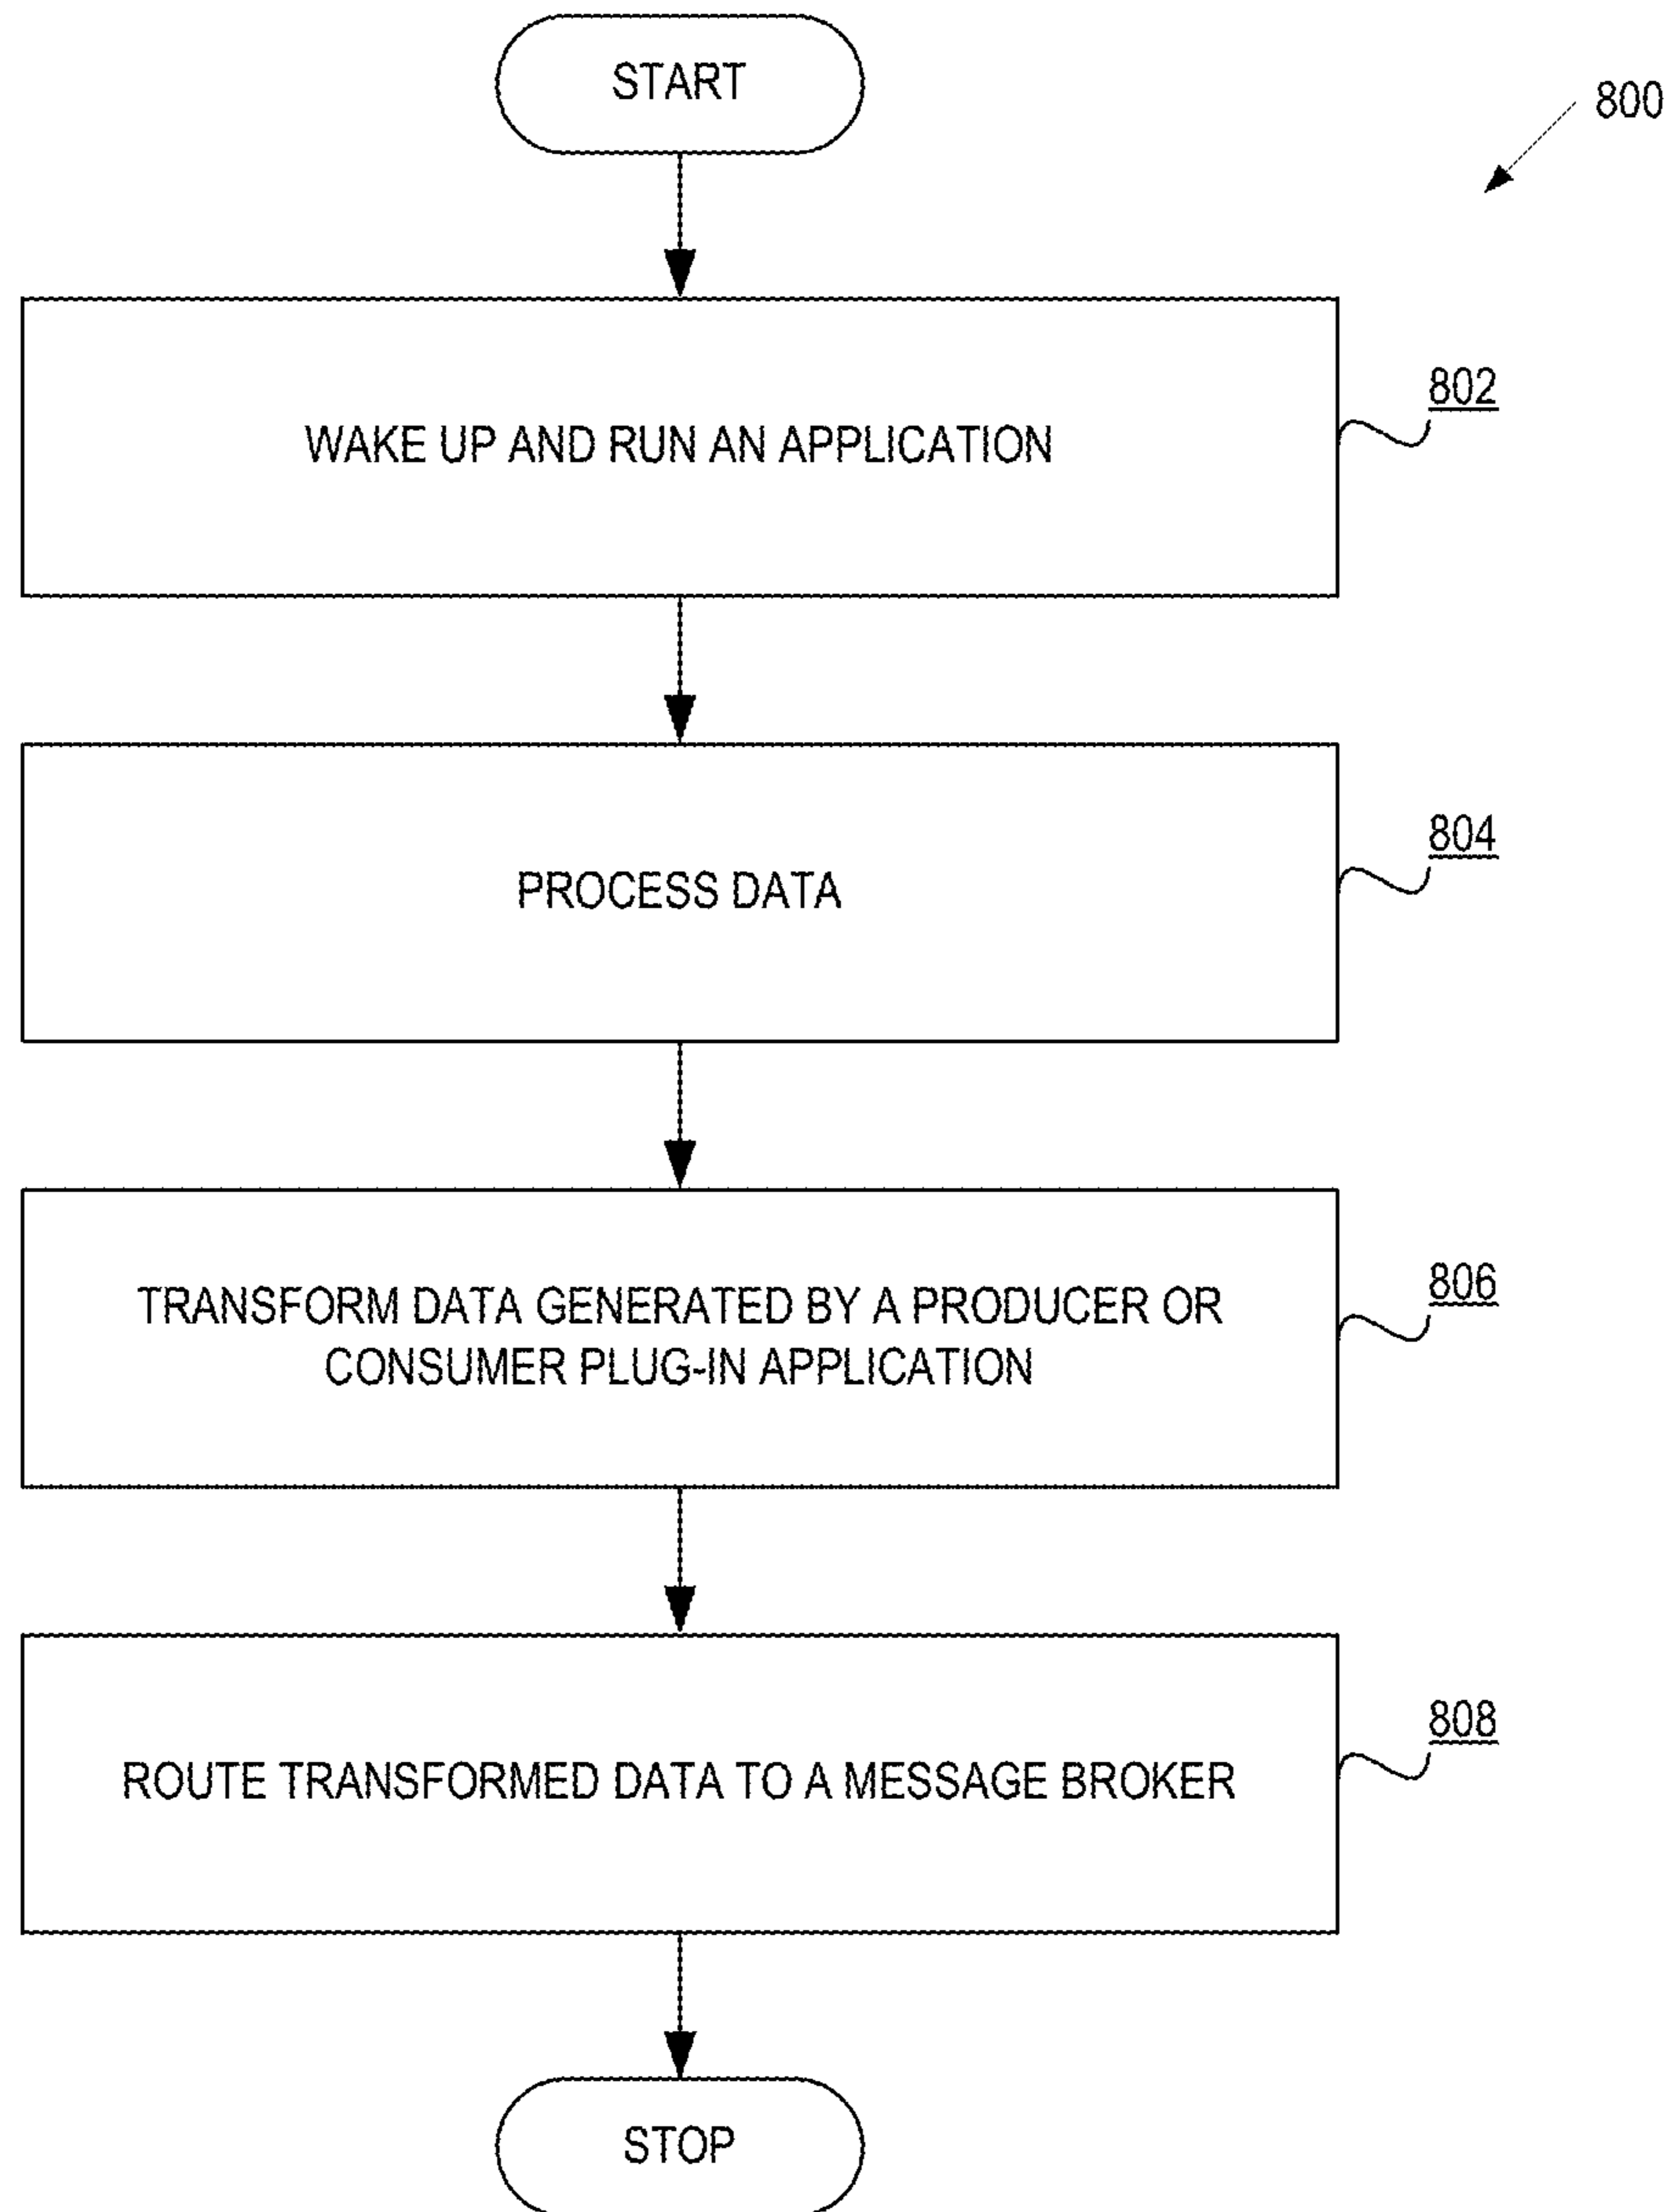 START
800
WAKE UP AND RUN AN APPLICATION
802
PROCESS DATA
804
TRANSFORM DATA GENERATED BY A PRODUCER OR
CONSUMER PLUG-IN APPLICATION
806
ROUTE TRANSFORMED DATA TO A MESSAGE BROKER
808
STOP